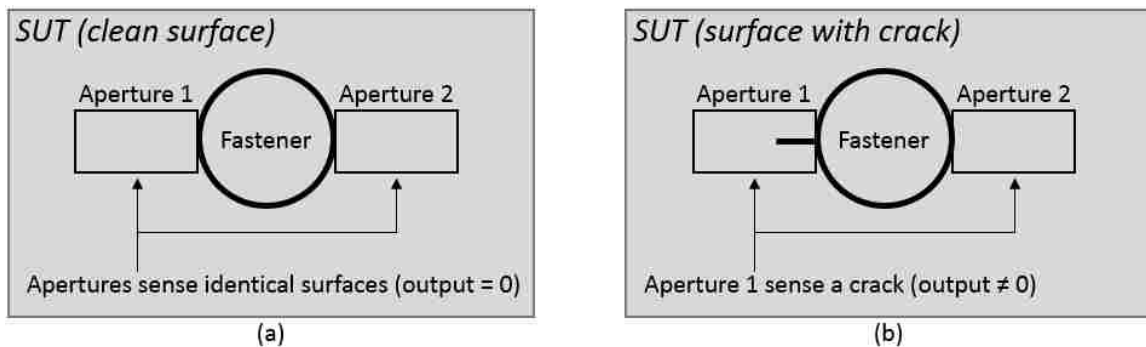 SUT (clean surface)
Aperture 1
Aperture 2
Fastener
Apertures sense identical surfaces (output = 0)
(a)
SUT (surface with crack)
Aperture 1
Aperture 2
Fastener
Aperture 1 sense a crack (output ≠ 0)
(b)